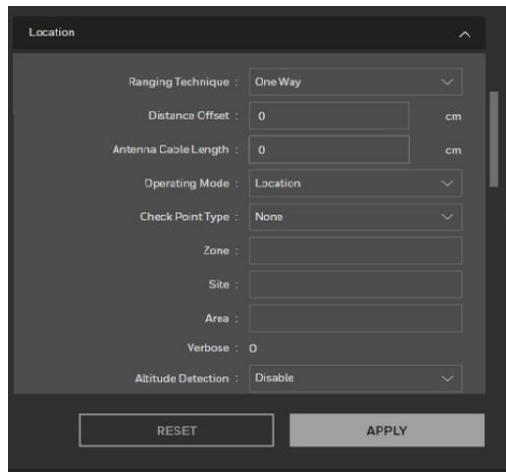 Location
Ranging Technique : One Way
Distance Offset : 0 cm
Antenna Cable Length : 0 cm
Operating Mode : Location
Check Point Type : None
Zone :
Site :
Area :
Verbose : 0
Altitude Detection : Disable
RESET APPLY